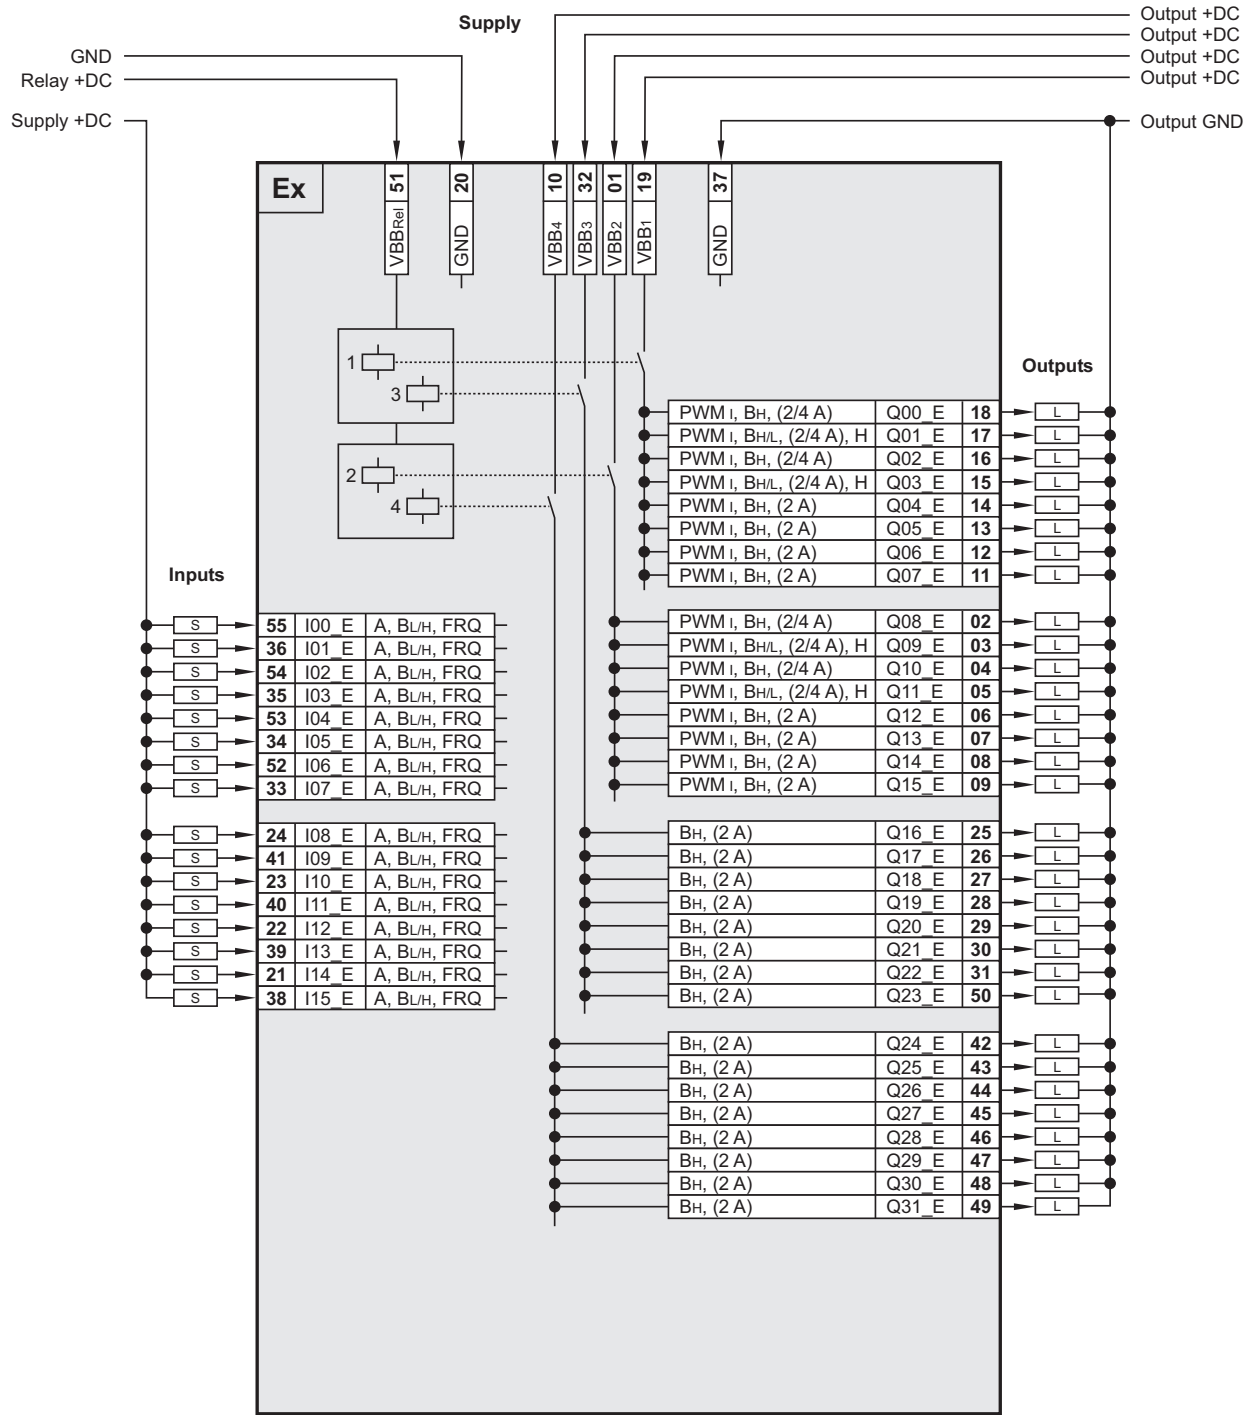 Supply
Output +DC
Output +DC
Output +DC
Output +DC
GND
Relay +DC
Supply +DC
Output GND
Ex
51 VBBRel
20 GND
10 VBB4
32 VBB3
01 VBB2
19 VBB1
37 GND
1
3
2
4
Outputs
PWM I, BH, (2/4 A) Q00_E 18 L
PWM I, BH/L, (2/4 A), H Q01_E 17 L
PWM I, BH, (2/4 A) Q02_E 16 L
PWM I, BH/L, (2/4 A), H Q03_E 15 L
PWM I, BH, (2 A) Q04_E 14 L
PWM I, BH, (2 A) Q05_E 13 L
PWM I, BH, (2 A) Q06_E 12 L
PWM I, BH, (2 A) Q07_E 11 L
PWM I, BH, (2/4 A) Q08_E 02 L
PWM I, BH/L, (2/4 A), H Q09_E 03 L
PWM I, BH, (2/4 A) Q10_E 04 L
PWM I, BH/L, (2/4 A), H Q11_E 05 L
PWM I, BH, (2 A) Q12_E 06 L
PWM I, BH, (2 A) Q13_E 07 L
PWM I, BH, (2 A) Q14_E 08 L
PWM I, BH, (2 A) Q15_E 09 L
BH, (2 A) Q16_E 25 L
BH, (2 A) Q17_E 26 L
BH, (2 A) Q18_E 27 L
BH, (2 A) Q19_E 28 L
BH, (2 A) Q20_E 29 L
BH, (2 A) Q21_E 30 L
BH, (2 A) Q22_E 31 L
BH, (2 A) Q23_E 50 L
BH, (2 A) Q24_E 42 L
BH, (2 A) Q25_E 43 L
BH, (2 A) Q26_E 44 L
BH, (2 A) Q27_E 45 L
BH, (2 A) Q28_E 46 L
BH, (2 A) Q29_E 47 L
BH, (2 A) Q30_E 48 L
BH, (2 A) Q31_E 49 L
Inputs
S 55 I00_E A, BL/H, FRQ
S 36 I01_E A, BL/H, FRQ
S 54 I02_E A, BL/H, FRQ
S 35 I03_E A, BL/H, FRQ
S 53 I04_E A, BL/H, FRQ
S 34 I05_E A, BL/H, FRQ
S 52 I06_E A, BL/H, FRQ
S 33 I07_E A, BL/H, FRQ
S 24 I08_E A, BL/H, FRQ
S 41 I09_E A, BL/H, FRQ
S 23 I10_E A, BL/H, FRQ
S 40 I11_E A, BL/H, FRQ
S 22 I12_E A, BL/H, FRQ
S 39 I13_E A, BL/H, FRQ
S 21 I14_E A, BL/H, FRQ
S 38 I15_E A, BL/H, FRQ